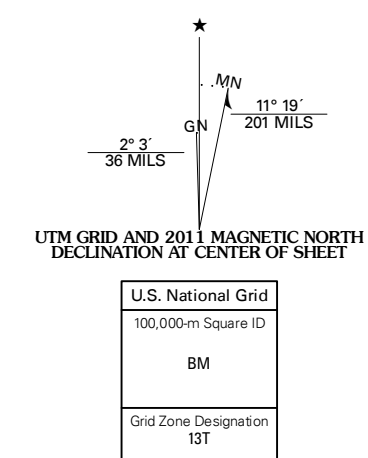 ★
MN
GN
11° 19´
201 MILS
2° 3´
36 MILS
UTM GRID AND 2011 MAGNETIC NORTH
DECLINATION AT CENTER OF SHEET
U.S. National Grid
100,000-m Square ID
BM
Grid Zone Designation
13T